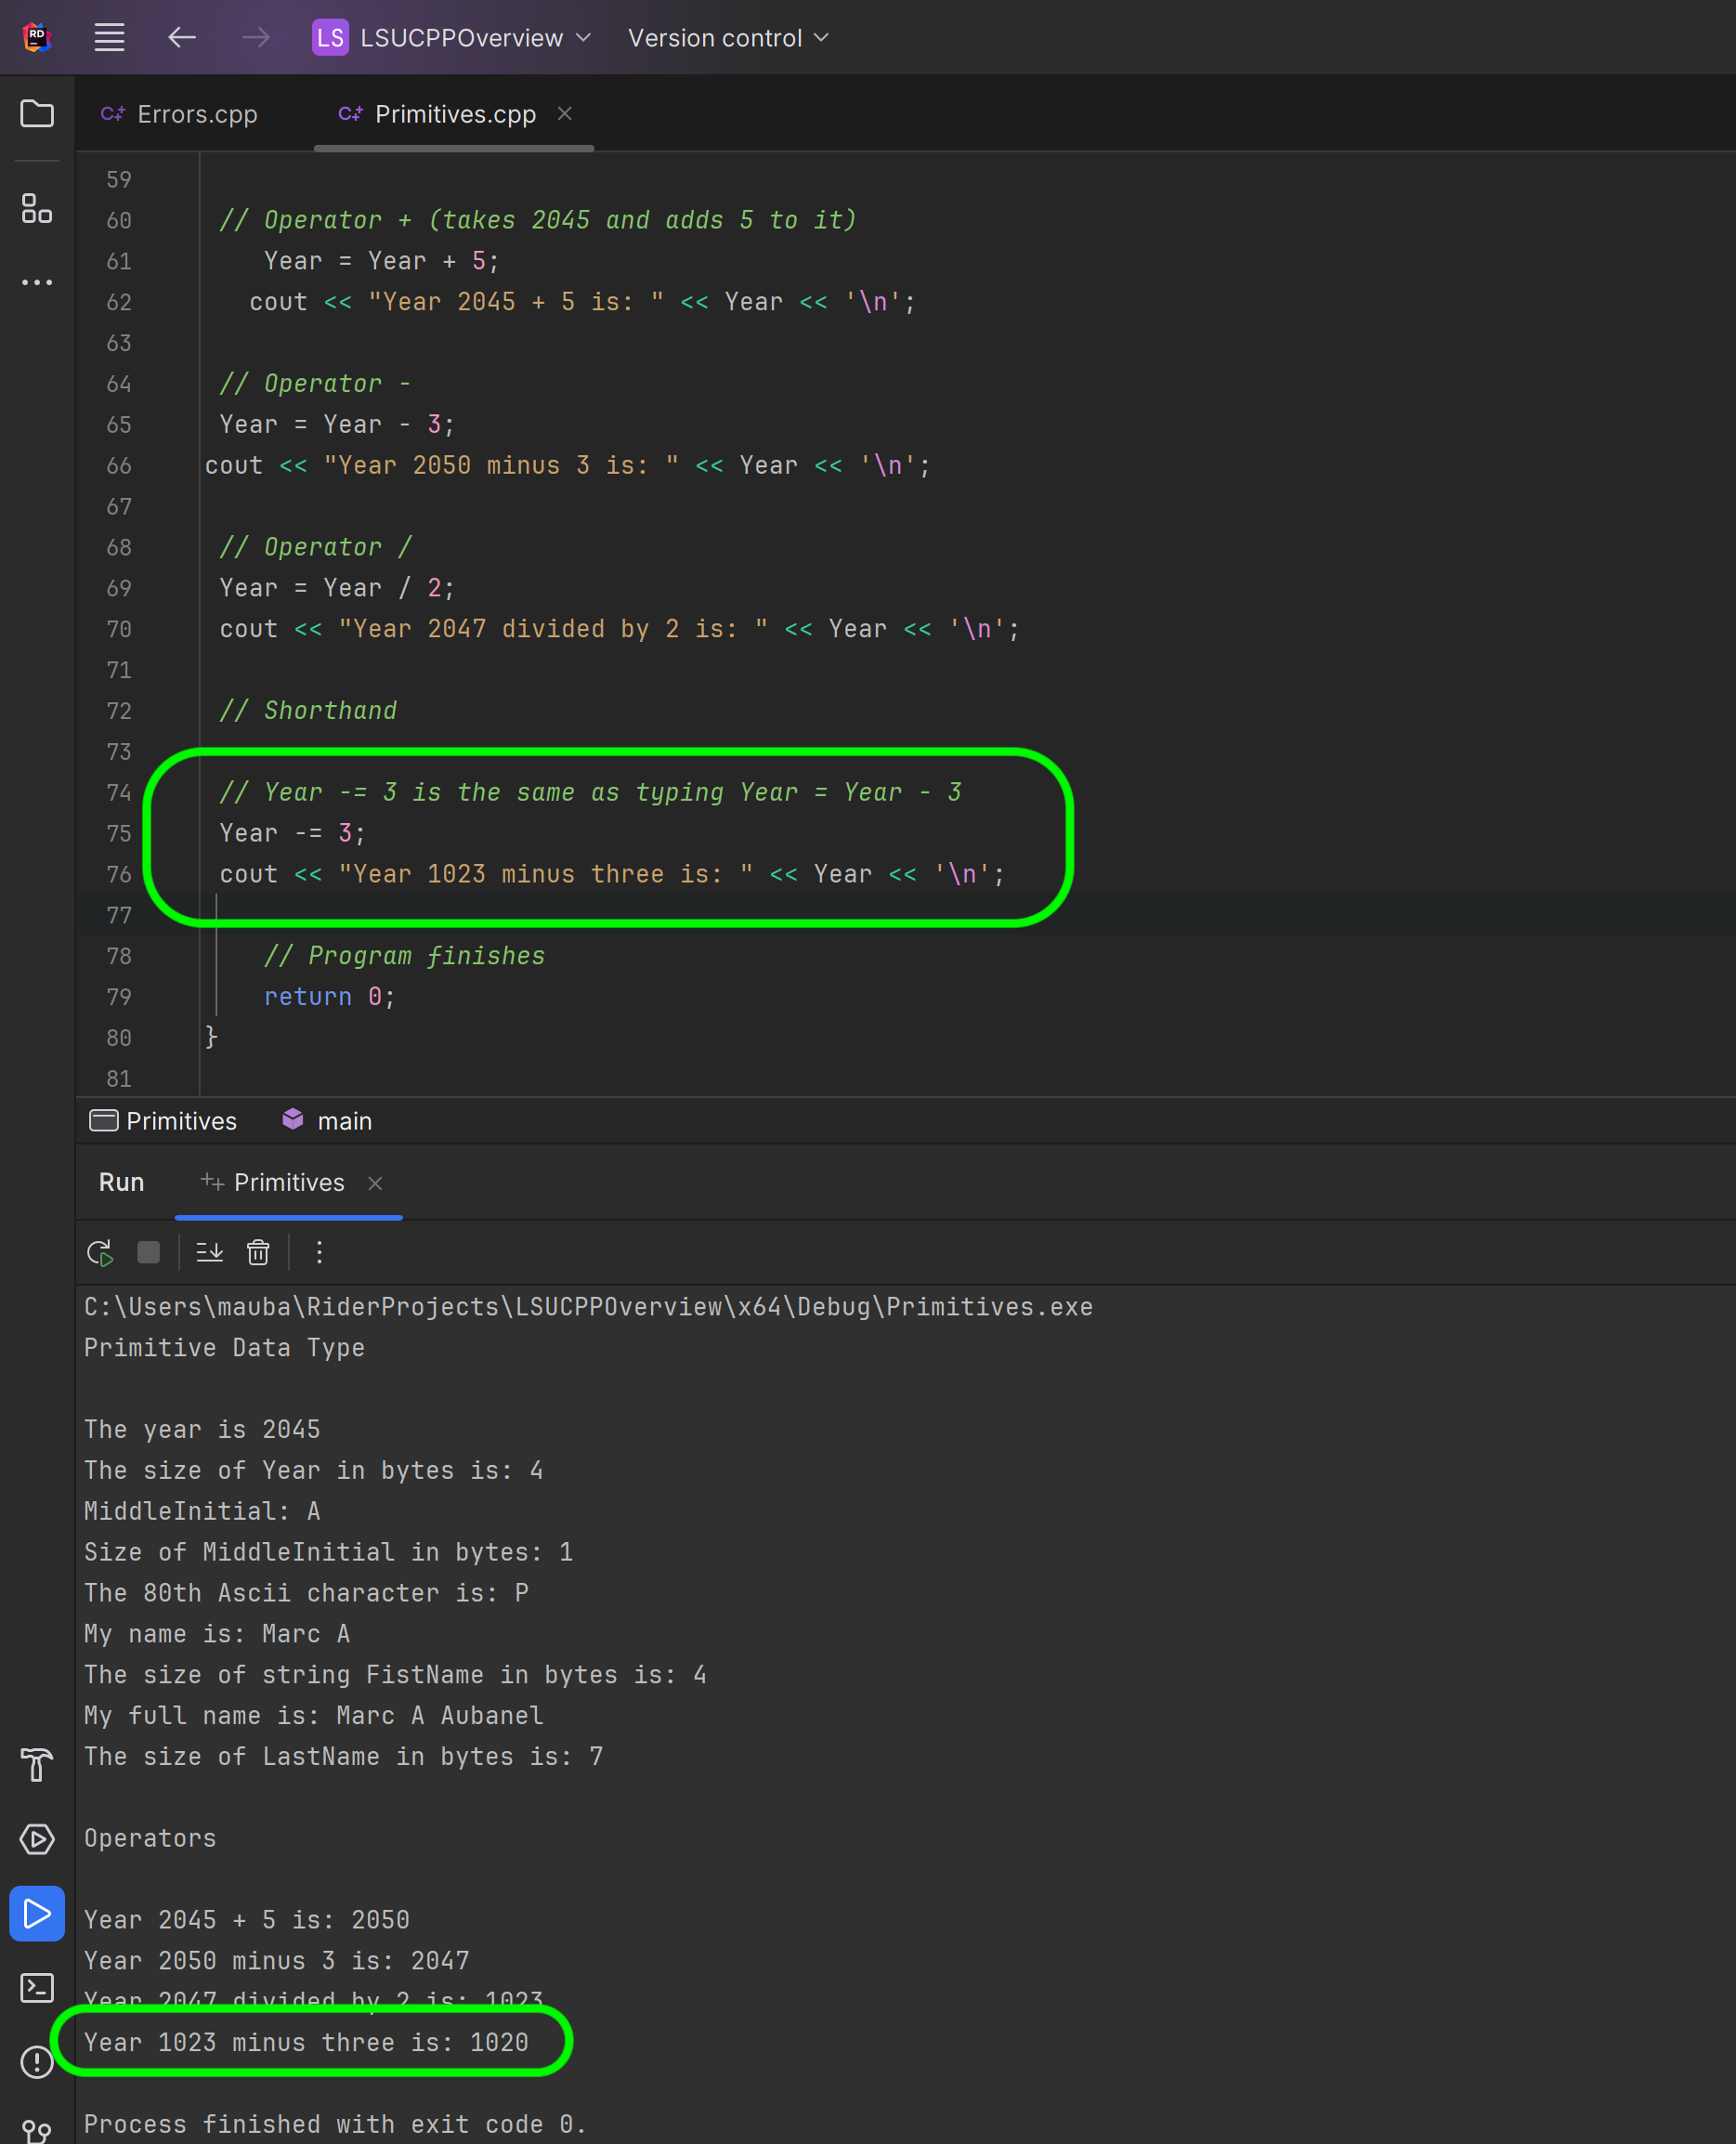 RD LS LSUCPPOverview Version control
C++ Errors.cpp C++ Primitives.cpp
59
60 // Operator + (takes 2045 and adds 5 to it)
61 Year = Year + 5;
62 cout << "Year 2045 + 5 is: " << Year << '\n';
63
64 // Operator -
65 Year = Year - 3;
66 cout << "Year 2050 minus 3 is: " << Year << '\n';
67
68 // Operator /
69 Year = Year / 2;
70 cout << "Year 2047 divided by 2 is: " << Year << '\n';
71
72 // Shorthand
73
74 // Year -= 3 is the same as typing Year = Year - 3
75 Year -= 3;
76 cout << "Year 1023 minus three is: " << Year << '\n';
77
78 // Program finishes
79 return 0;
80 }
81
Primitives main
Run Primitives
C:\Users\mauba\RiderProjects\LSUCPPOverview\x64\Debug\Primitives.exe
Primitive Data Type
The year is 2045
The size of Year in bytes is: 4
MiddleInitial: A
Size of MiddleInitial in bytes: 1
The 80th Ascii character is: P
My name is: Marc A
The size of string FistName in bytes is: 4
My full name is: Marc A Aubanel
The size of LastName in bytes is: 7
Operators
Year 2045 + 5 is: 2050
Year 2050 minus 3 is: 2047
Year 2047 divided by 2 is: 1023
Year 1023 minus three is: 1020
Process finished with exit code 0.